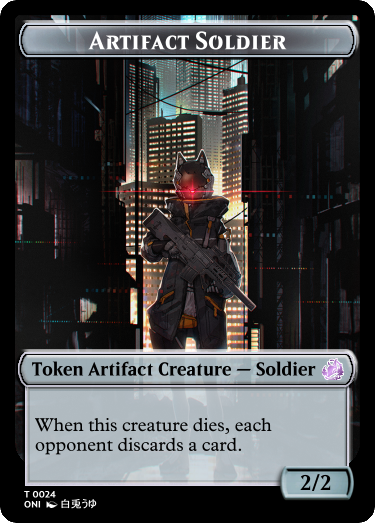 Artifact Soldier
Token Artifact Creature — Soldier
When this creature dies, each
opponent discards a card.
2/2
T 0024
ONI 白兎うゆ